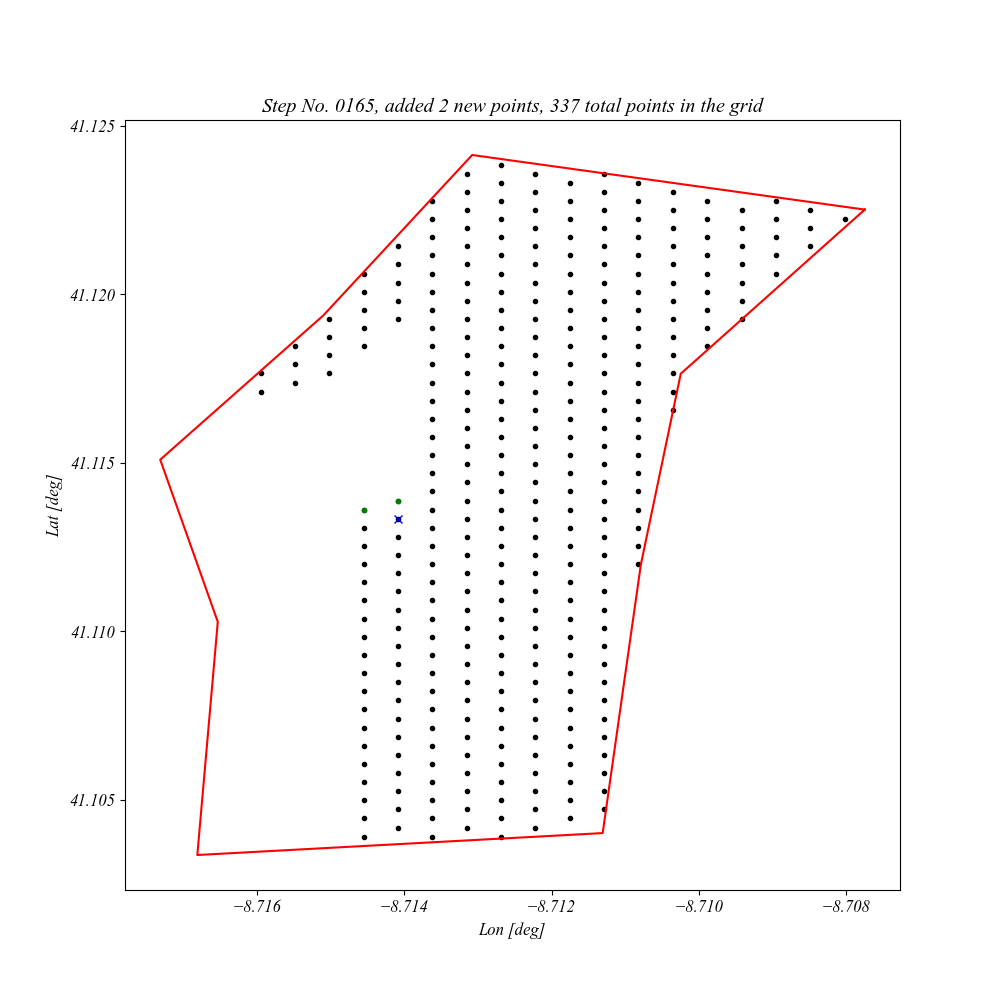 Step No. 0165, added 2 new points, 337 total points in the grid
41.125
41.120
41.115
41.110
41.105
Lat [deg]
−8.716 −8.714 −8.712 −8.710 −8.708
Lon [deg]